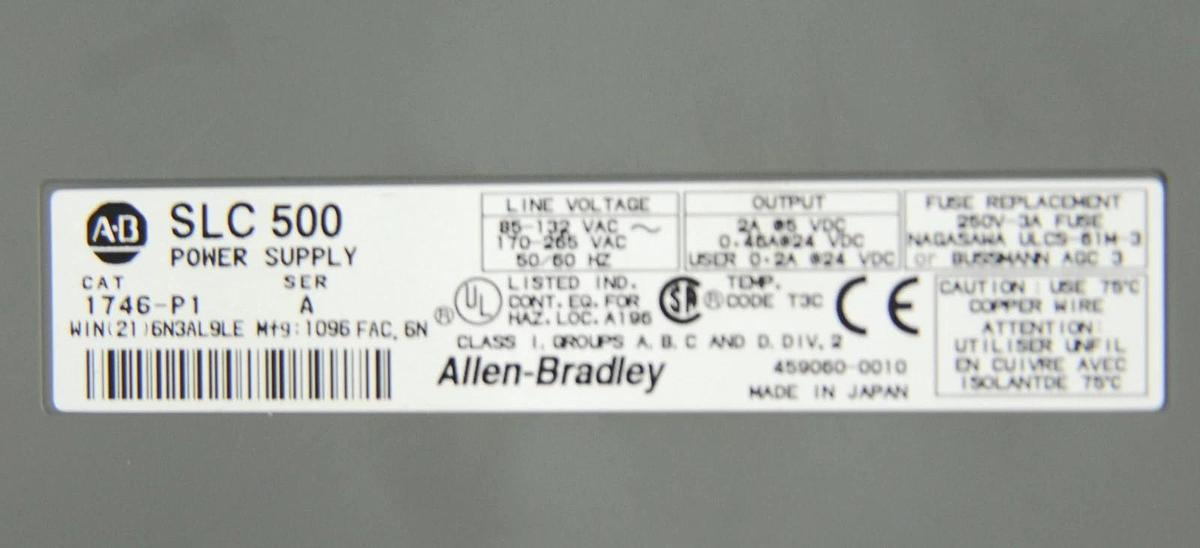 A-B
SLC 500
POWER SUPPLY
CAT SER
1746-P1 A
WIN(21)6N3AL9LE Mfg:1096 FAC. 6N
LINE VOLTAGE
85-132 VAC ~
170-265 VAC
50/60 HZ
OUTPUT
2A @5 VDC
0.46A@24 VDC
USER 0.2A @24 VDC
FUSE REPLACEMENT
250V-3A FUSE
NAGASAWA ULCS-61M-3
or BUSSMANN AGC 3
UL ® LISTED IND.
CONT. EQ. FOR
HAZ. LOC. A196
SA ® TEMP.
CODE T3C
CE
CLASS I, GROUPS A, B, C AND D, DIV. 2
Allen-Bradley
459060-0010
MADE IN JAPAN
CAUTION : USE 75°C
COPPER WIRE
ATTENTION:
UTILISER UNFIL
EN CUIVRE AVEC
ISOLANTDE 75°C